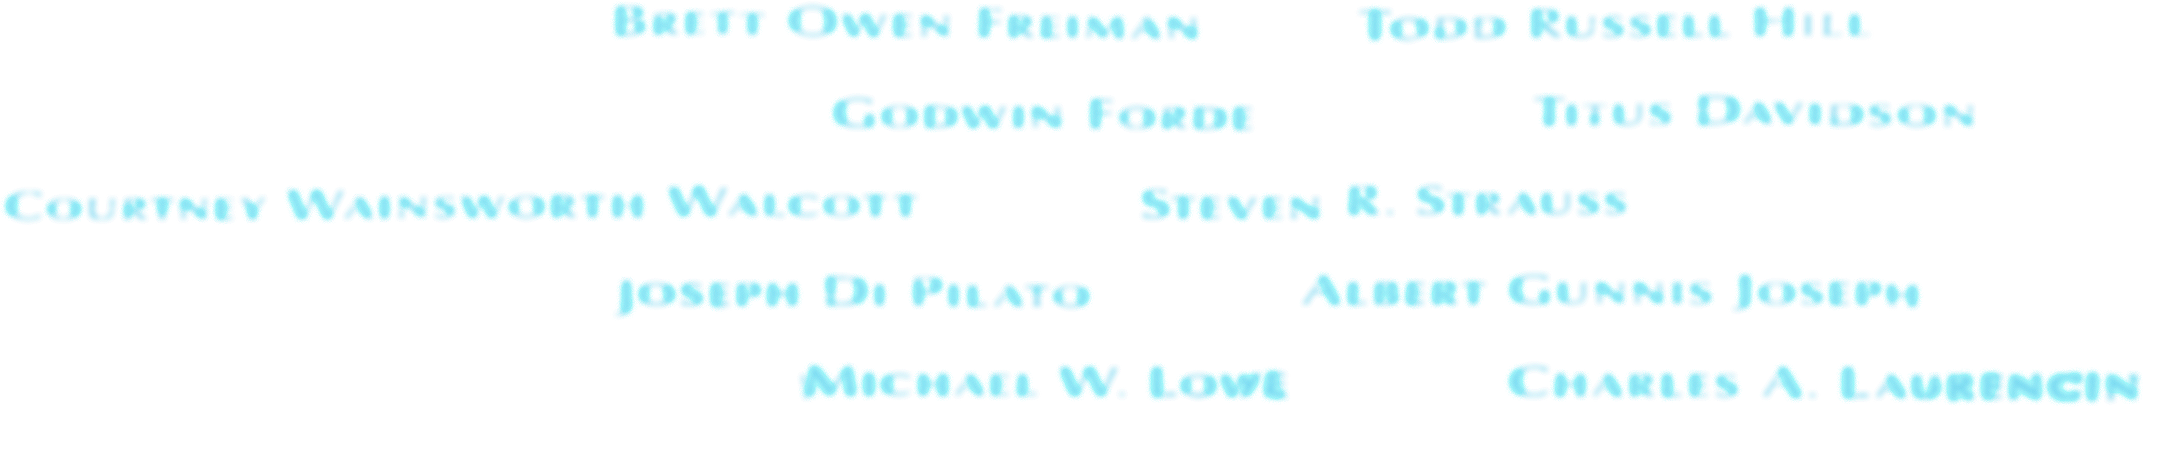 Brett Owen Freiman Todd Russell Hill
Godwin Forde Titus Davidson
Courtney Wainsworth Walcott Steven R. Strauss
Joseph Di Pilato Albert Gunnis Joseph
Michael W. Lowe Charles A. Laurencin